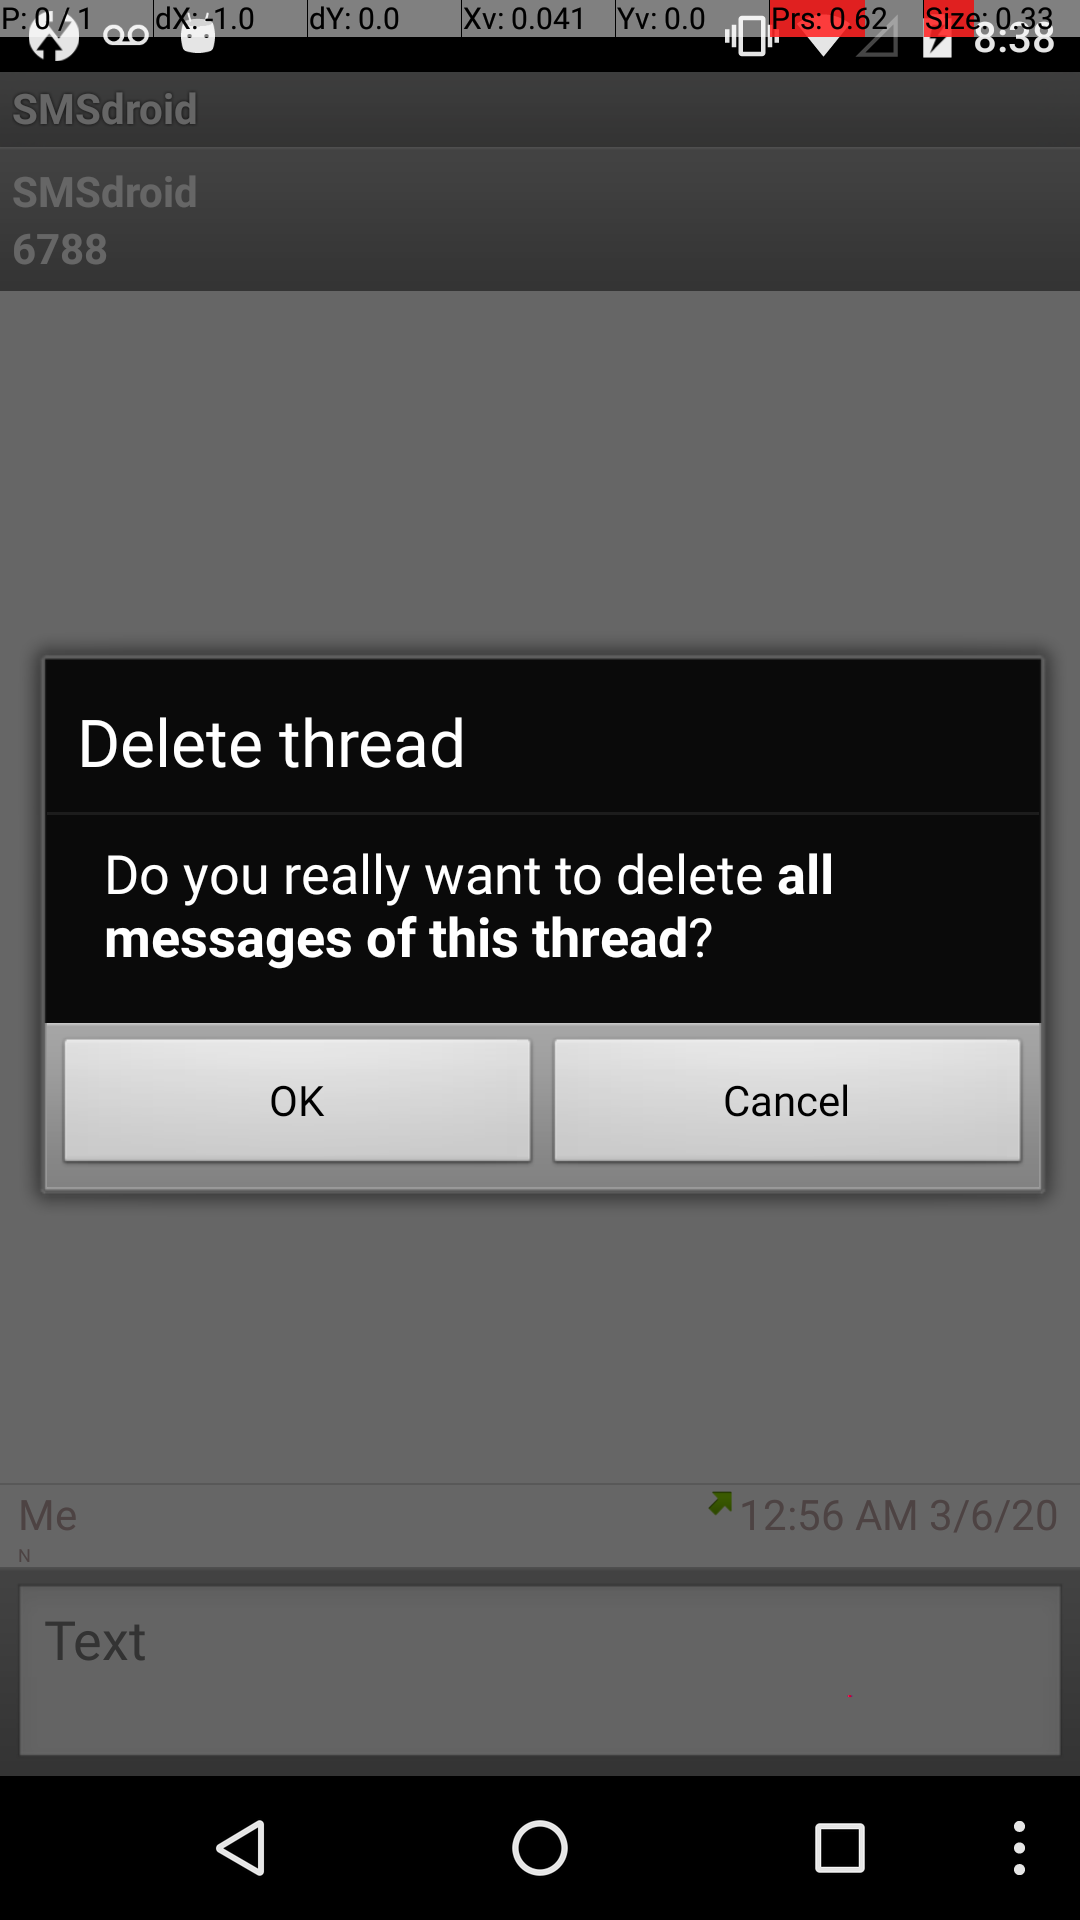 P: 0 / 1 dX: -1.0 dY: 0.0 Xv: 0.041 Yv: 0.0 Prs: 0.62 Size: 0.33
8:38
SMSdroid
SMSdroid
6788
Delete thread
Do you really want to delete all
messages of this thread?
OK Cancel
Me 12:56 AM 3/6/20
N
Text